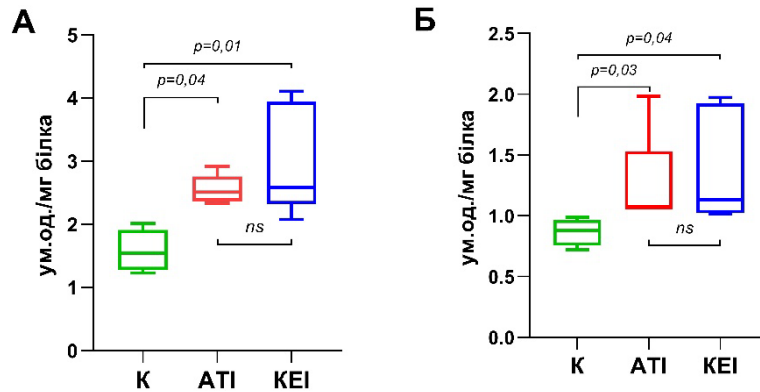 А
ум.од./мг білка
5
4
3
2
1
0
p=0,01
p=0,04
ns
К
АТІ
КЕІ
Б
ум.од./мг білка
2.5
2.0
1.5
1.0
0.5
0.0
p=0,04
p=0,03
ns
К
АТІ
КЕІ